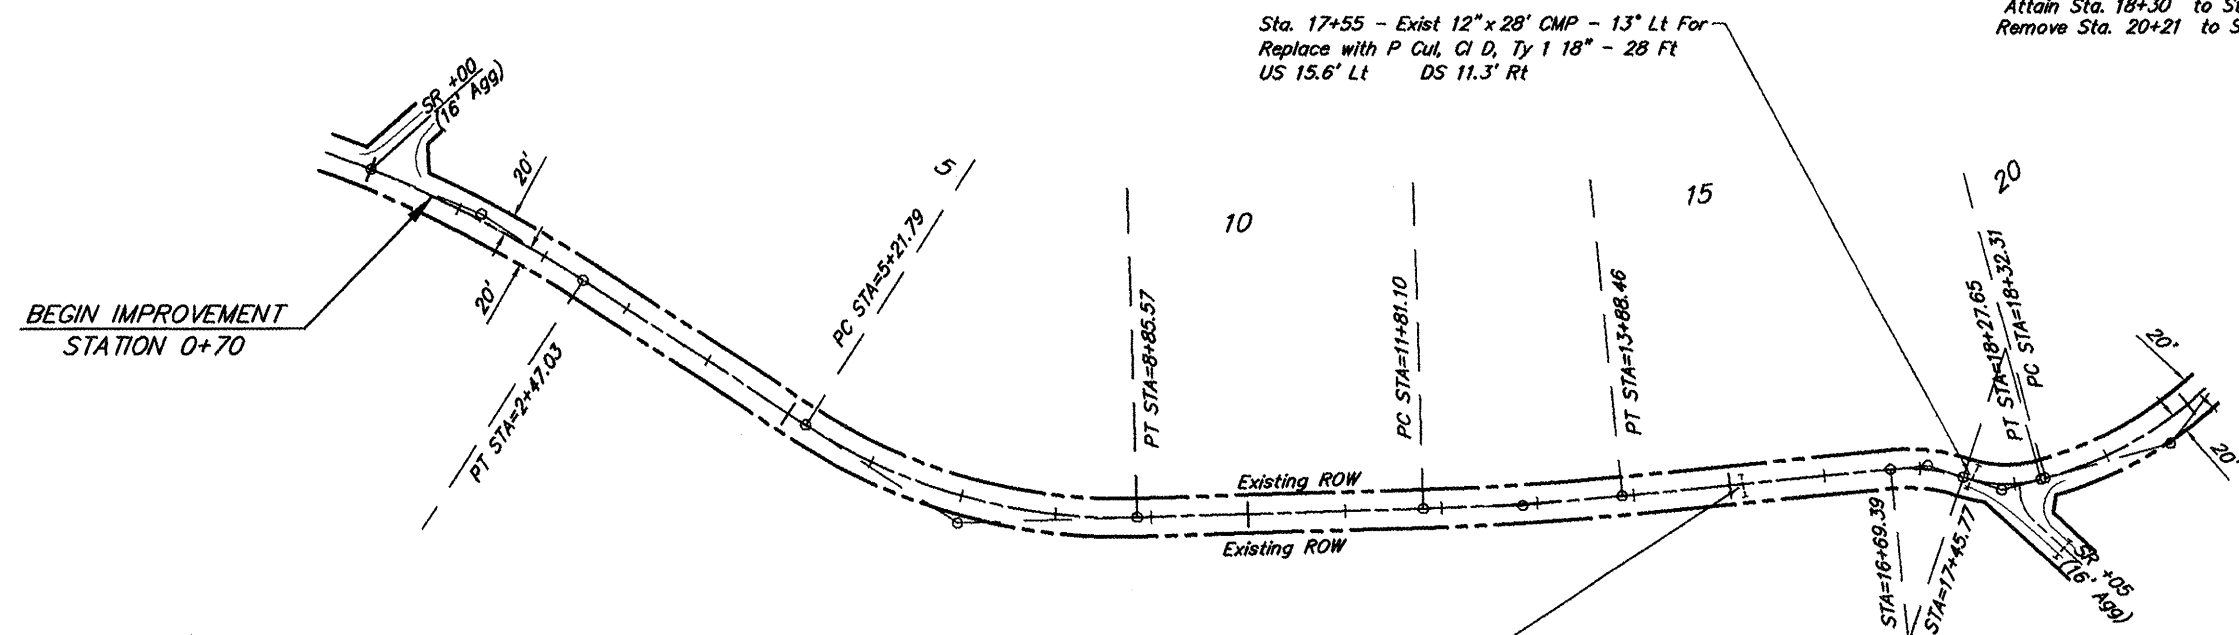 Attain Sta. 18+30 to
Remove Sta. 20+21 to
Sta. 17+55 - Exist 12" x 28' CMP - 13° Lt For
Replace with P Cul, Cl D, Ty 1 18" - 28 Ft
US 15.6' Lt DS 11.3' Rt
SR +00
(16' Agg)
20'
20'
5
10
15
20
BEGIN IMPROVEMENT
STATION 0+70
PT STA=2+47.03
PC STA=5+21.79
PT STA=8+85.57
PC STA=11+81.10
PT STA=13+88.46
PT STA=18+27.65
PC STA=18+32.31
20'
20'
Existing ROW
Existing ROW
STA=16+69.39
STA=17+45.77
SR +05
(16' Agg)